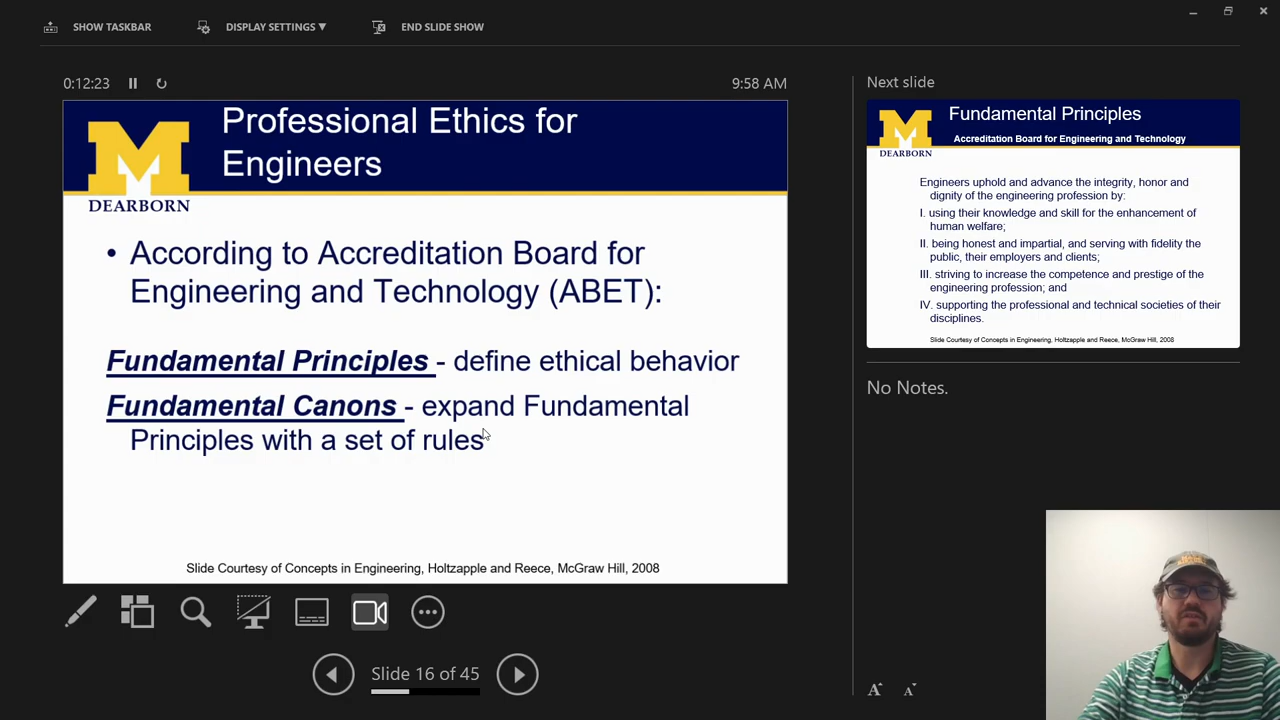 SHOW TASKBAR
DISPLAY SETTINGS ▼
END SLIDE SHOW
0:12:23
9:58 AM
Professional Ethics for
Engineers
M
DEARBORN
• According to Accreditation Board for
Engineering and Technology (ABET):
Fundamental Principles - define ethical behavior
Fundamental Canons - expand Fundamental
Principles with a set of rules
Slide Courtesy of Concepts in Engineering, Holtzapple and Reece, McGraw Hill, 2008
Slide 16 of 45
Next slide
Fundamental Principles
Accreditation Board for Engineering and Technology
M
DEARBORN
Engineers uphold and advance the integrity, honor and
dignity of the engineering profession by:
I. using their knowledge and skill for the enhancement of
human welfare;
II. being honest and impartial, and serving with fidelity the
public, their employers and clients;
III. striving to increase the competence and prestige of the
engineering profession; and
IV. supporting the professional and technical societies of their
disciplines.
Slide Courtesy of Concepts in Engineering, Holtzapple and Reece, McGraw Hill, 2008
No Notes.
A A